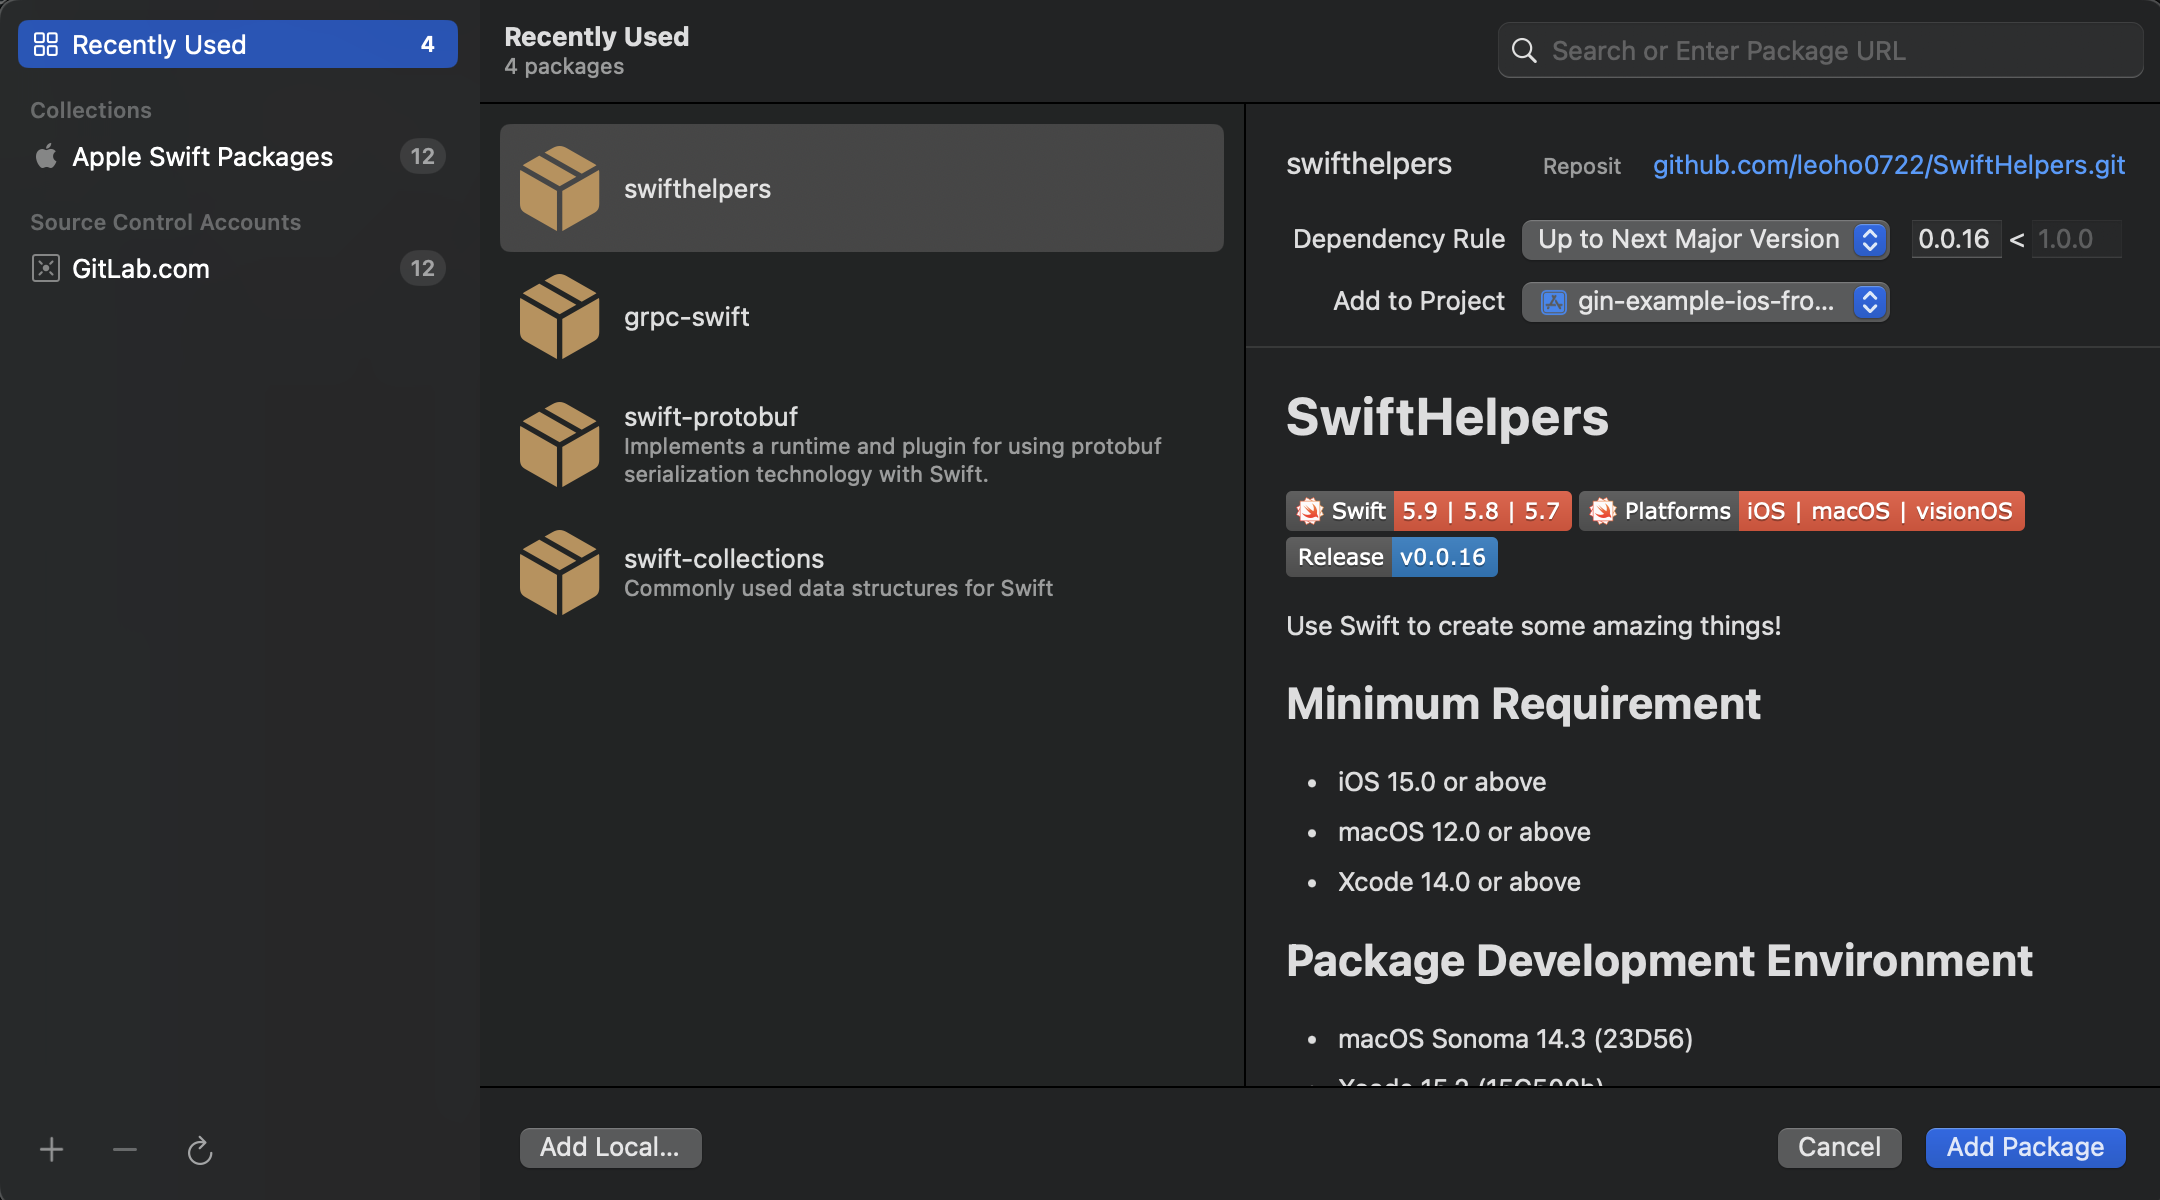 Recently Used 4
Collections
Apple Swift Packages 12
Source Control Accounts
GitLab.com 12
Recently Used
4 packages
Search or Enter Package URL
swifthelpers
grpc-swift
swift-protobuf
Implements a runtime and plugin for using protobuf
serialization technology with Swift.
swift-collections
Commonly used data structures for Swift
swifthelpers Reposit github.com/leoho0722/SwiftHelpers.git
Dependency Rule Up to Next Major Version 0.0.16 < 1.0.0
Add to Project gin-example-ios-fro...
SwiftHelpers
Swift 5.9 | 5.8 | 5.7 Platforms iOS | macOS | visionOS
Release v0.0.16
Use Swift to create some amazing things!
Minimum Requirement
• iOS 15.0 or above
• macOS 12.0 or above
• Xcode 14.0 or above
Package Development Environment
• macOS Sonoma 14.3 (23D56)
Add Local...
Cancel
Add Package